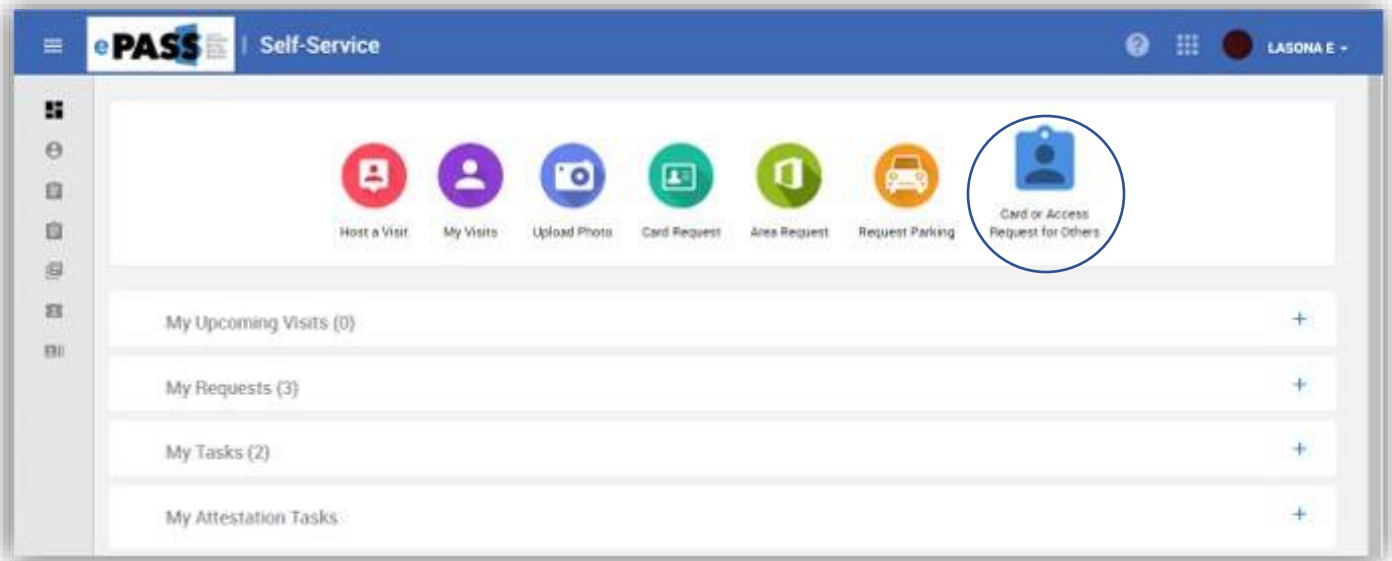 ePASS | Self-Service
LASONA E
Host a Visit
My Visits
Upload Photo
Card Request
Area Request
Request Parking
Card or Access
Request for Others
My Upcoming Visits (0)
My Requests (3)
My Tasks (2)
My Attestation Tasks